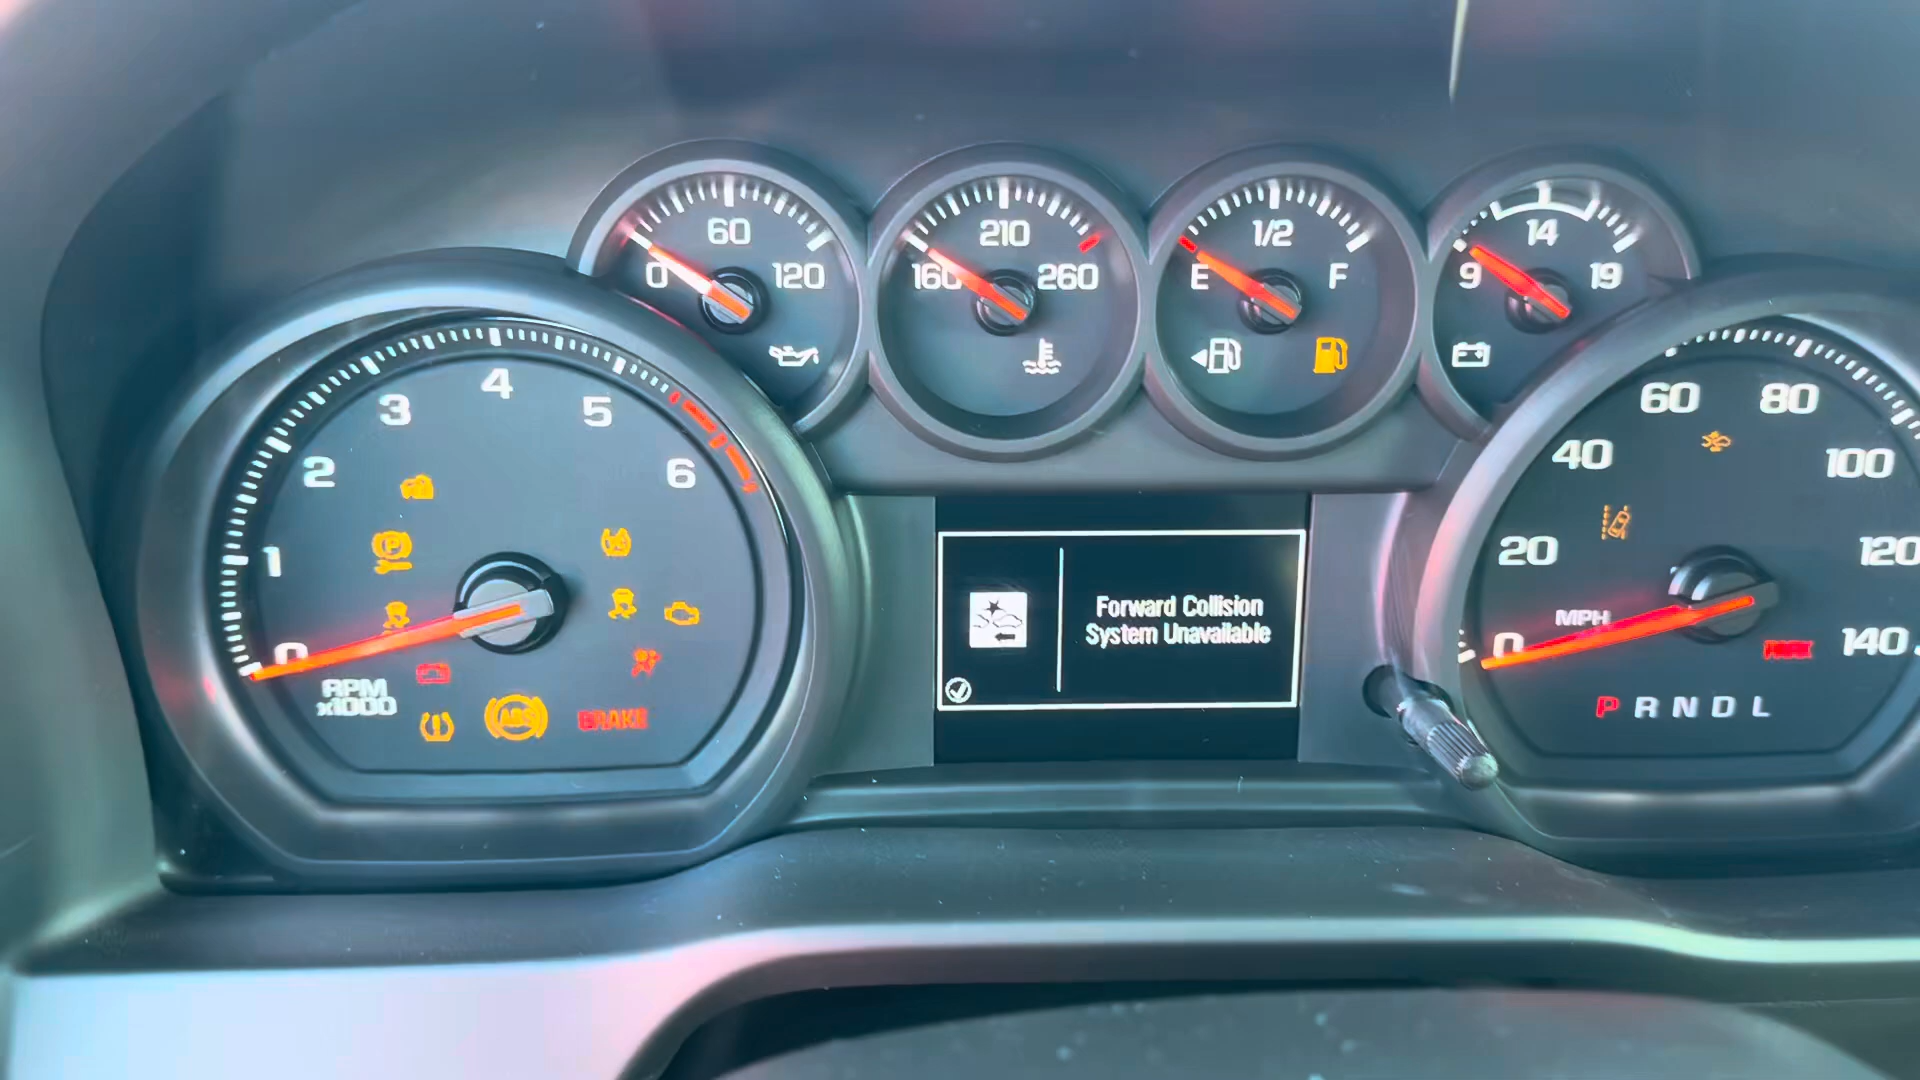 60
0 120
210
160 260
1/2
E F
14
9 19
4
3 5
2 6
1
0
RPM
x1000
P
ABS
BRAKE
Forward Collision
System Unavailable
60 80
40 100
20 120
MPH
0 140
P R N D L